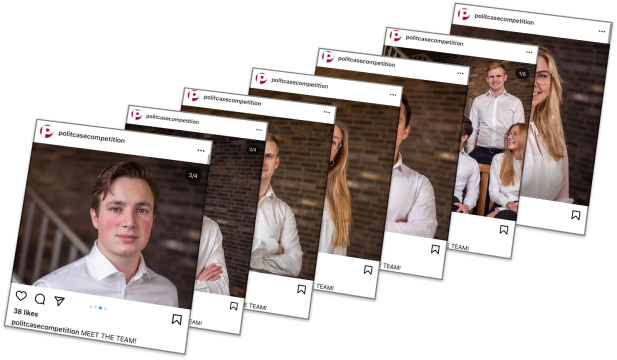 politcasecompetition
politcasecompetition
1/6
politcasecompetition
TEAM!
politcasecompetition
TEAM!
politcasecompetition
TEAM!
politcasecompetition
2/4
TEAM!
politcasecompetition
3/4
38 likes
politcasecompetition MEET THE TEAM!